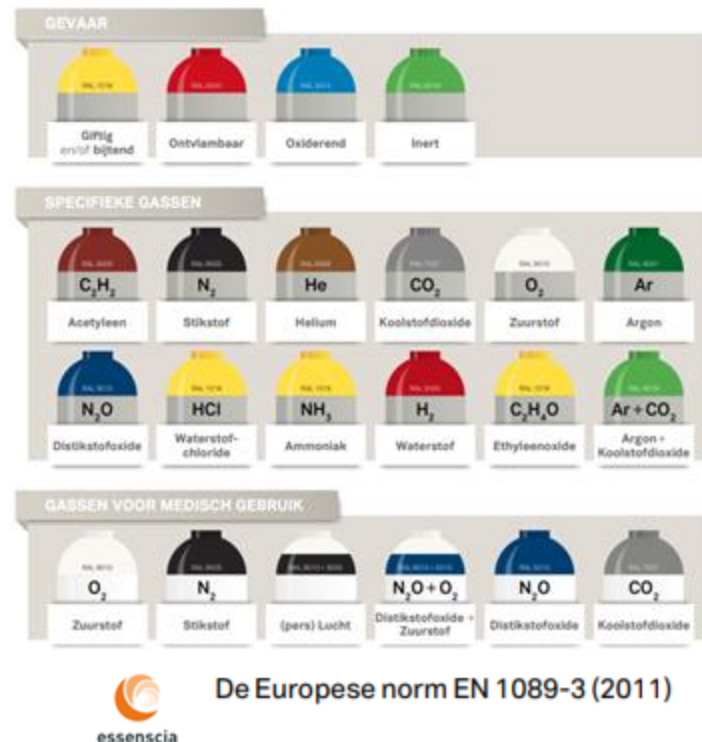 GEVAAR
Giftig
en/of bijtend
Ontvlambaar
Oxiderend
Inert
SPECIFIEKE GASSEN
C₂H₂
N₂
He
CO₂
O₂
Ar
Acetyleen
Stikstof
Helium
Koolstofdioxide
Zuurstof
Argon
N₂O
HCl
NH₃
H₂
C₂H₄O
Ar + CO₂
Distikstofoxide
Waterstof-
chloride
Ammoniak
Waterstof
Ethyleenoxide
Argon +
Koolstofdioxide
GASSEN VOOR MEDISCH GEBRUIK
O₂
N₂
N₂O + O₂
N₂O
CO₂
Zuurstof
Stikstof
(pers) Lucht
Distikstofoxide +
Zuurstof
Distikstofoxide
Koolstofdioxide
De Europese norm EN 1089-3 (2011)
essenscia